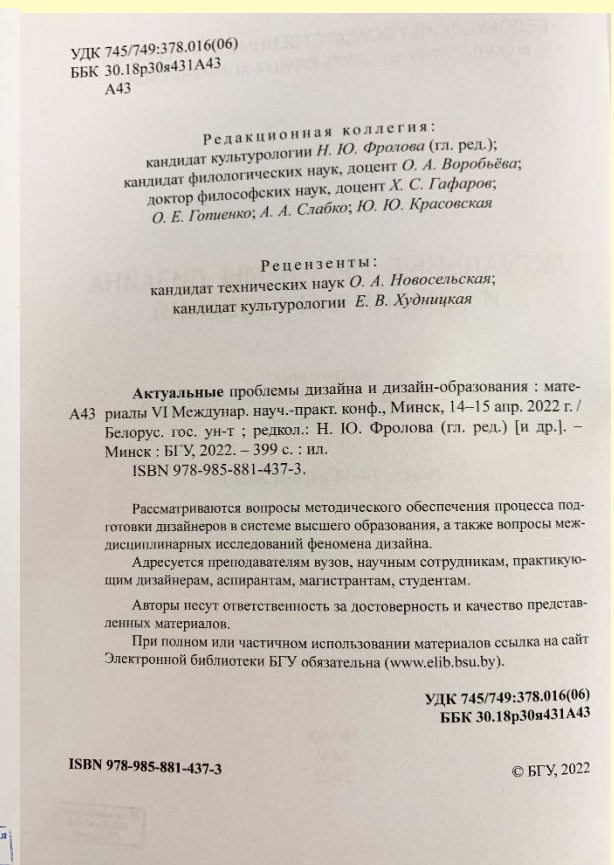 УДК 745/749:378.016(06)
ББК 30.18р30я431А43
А43
Редакционная коллегия:
кандидат культурологии Н. Ю. Фролова (гл. ред.);
кандидат филологических наук, доцент О. А. Воробьёва;
доктор философских наук, доцент Х. С. Гафаров;
О. Е. Гопиенко; А. А. Слабко; Ю. Ю. Красовская
Рецензенты:
кандидат технических наук О. А. Новосельская;
кандидат культурологии Е. В. Худницкая
Актуальные проблемы дизайна и дизайн-образования : мате-
А43 риалы VI Междунар. науч.-практ. конф., Минск, 14–15 апр. 2022 г. /
Белорус. гос. ун-т ; редкол.: Н. Ю. Фролова (гл. ред.) [и др.]. –
Минск : БГУ, 2022. – 399 с. : ил.
ISBN 978-985-881-437-3.
Рассматриваются вопросы методического обеспечения процесса под-
готовки дизайнеров в системе высшего образования, а также вопросы меж-
дисциплинарных исследований феномена дизайна.
Адресуется преподавателям вузов, научным сотрудникам, практикую-
щим дизайнерам, аспирантам, магистрантам, студентам.
Авторы несут ответственность за достоверность и качество представ-
ленных материалов.
При полном или частичном использовании материалов ссылка на сайт
Электронной библиотеки БГУ обязательна (www.elib.bsu.by).
УДК 745/749:378.016(06)
ББК 30.18р30я431А43
ISBN 978-985-881-437-3
© БГУ, 2022